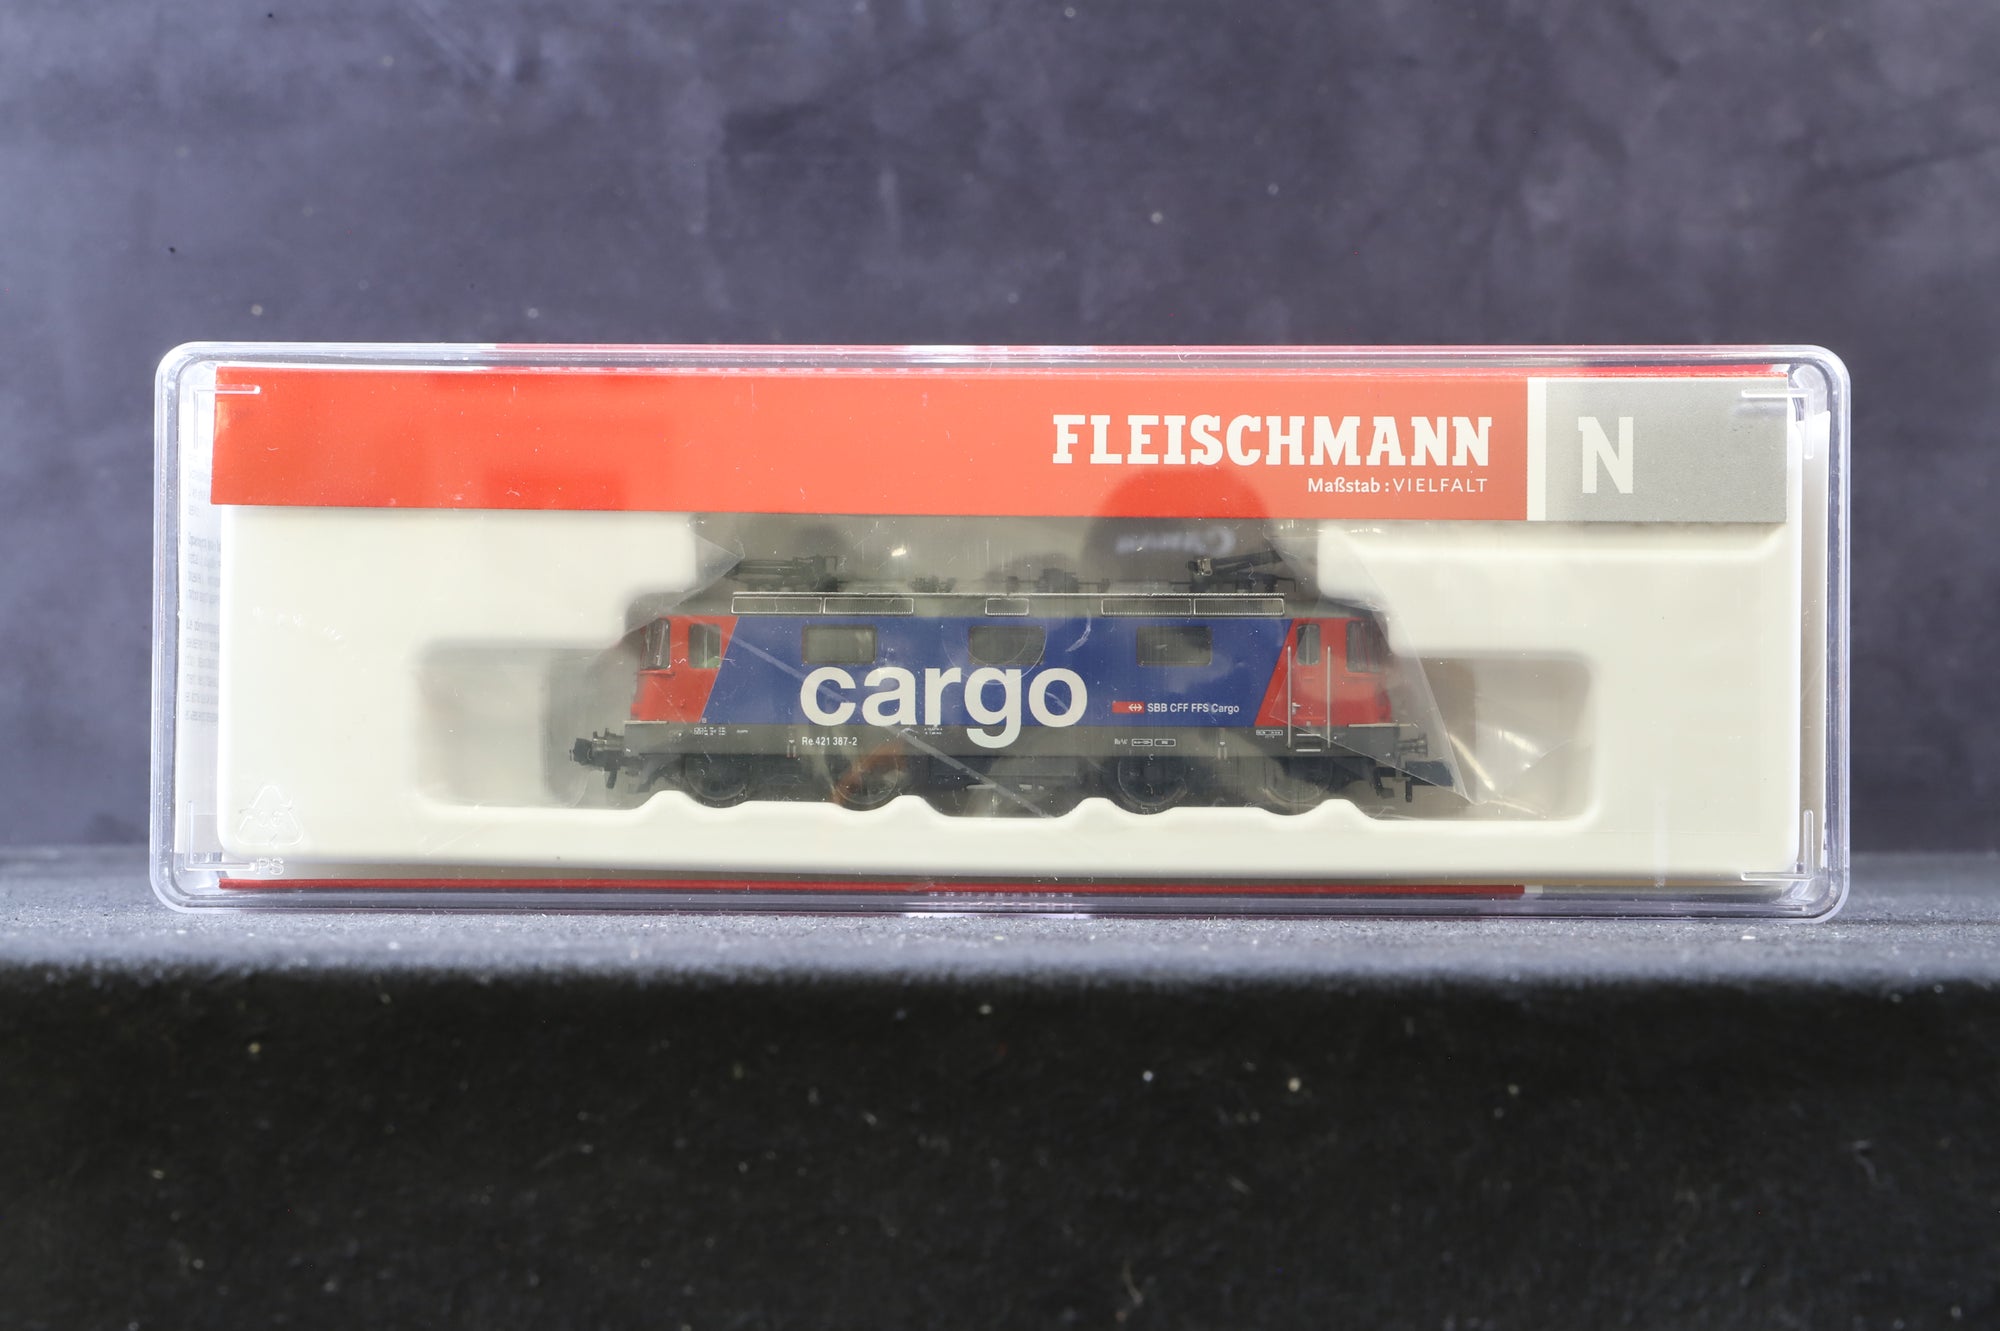 FLEISCHMANN
N
Maßstab:VIELFALT
cargo
SBB CFF FFS Cargo
Re 421 387-2
PS